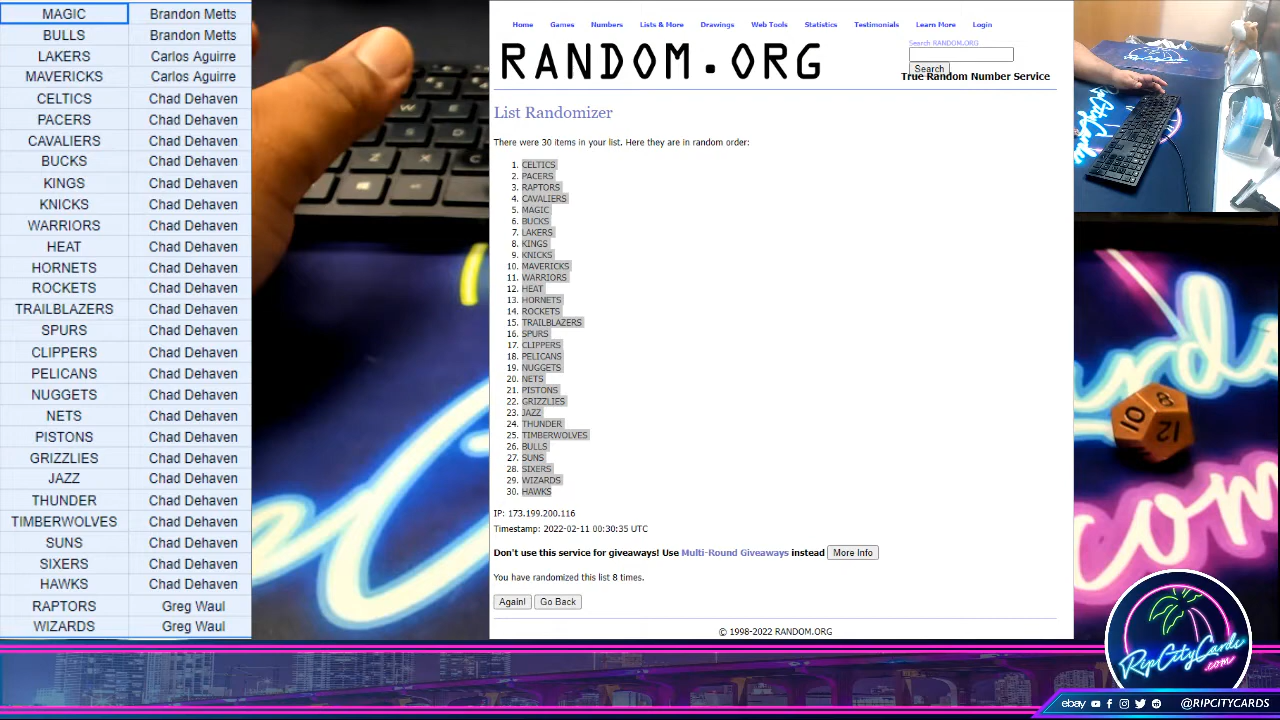 MAGIC Brandon Metts
BULLS Brandon Metts
LAKERS Carlos Aguirre
MAVERICKS Carlos Aguirre
CELTICS Chad Dehaven
PACERS Chad Dehaven
CAVALIERS Chad Dehaven
BUCKS Chad Dehaven
KINGS Chad Dehaven
KNICKS Chad Dehaven
WARRIORS Chad Dehaven
HEAT Chad Dehaven
HORNETS Chad Dehaven
ROCKETS Chad Dehaven
TRAILBLAZERS Chad Dehaven
SPURS Chad Dehaven
CLIPPERS Chad Dehaven
PELICANS Chad Dehaven
NUGGETS Chad Dehaven
NETS Chad Dehaven
PISTONS Chad Dehaven
GRIZZLIES Chad Dehaven
JAZZ Chad Dehaven
THUNDER Chad Dehaven
TIMBERWOLVES Chad Dehaven
SUNS Chad Dehaven
SIXERS Chad Dehaven
HAWKS Chad Dehaven
RAPTORS Greg Waul
WIZARDS Greg Waul
Home Games Numbers Lists & More Drawings Web Tools Statistics Testimonials Learn More Login
RANDOM.ORG
Search RANDOM.ORG
Search
True Random Number Service
List Randomizer
There were 30 items in your list. Here they are in random order:
1. CELTICS
2. PACERS
3. RAPTORS
4. CAVALIERS
5. MAGIC
6. BUCKS
7. LAKERS
8. KINGS
9. KNICKS
10. MAVERICKS
11. WARRIORS
12. HEAT
13. HORNETS
14. ROCKETS
15. TRAILBLAZERS
16. SPURS
17. CLIPPERS
18. PELICANS
19. NUGGETS
20. NETS
21. PISTONS
22. GRIZZLIES
23. JAZZ
24. THUNDER
25. TIMBERWOLVES
26. BULLS
27. SUNS
28. SIXERS
29. WIZARDS
30. HAWKS
IP: 173.199.200.116
Timestamp: 2022-02-11 00:30:35 UTC
Don't use this service for giveaways! Use Multi-Round Giveaways instead More Info
You have randomized this list 8 times.
Again! Go Back
© 1998-2022 RANDOM.ORG
10 12
RipCityCards
.com
ebay @RIPCITYCARDS